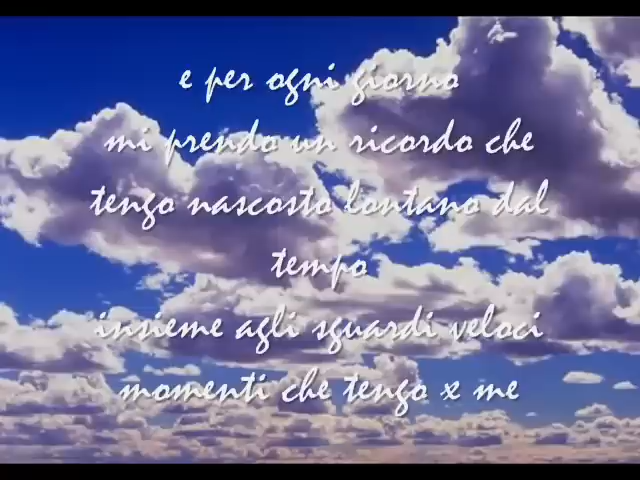 e per ogni giorno
mi prendo un ricordo che
tengo nascosto lontano dal
tempo
insieme agli sguardi veloci
momenti che tengo x me